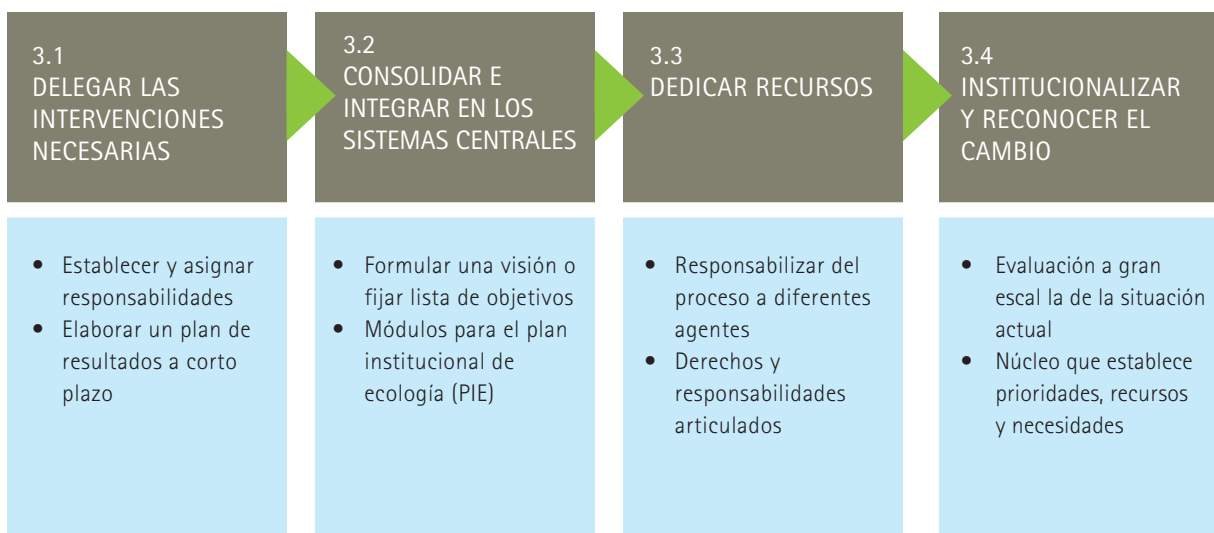 3.1
DELEGAR LAS
INTERVENCIONES
NECESARIAS
3.2
CONSOLIDAR E
INTEGRAR EN LOS
SISTEMAS CENTRALES
3.3
DEDICAR RECURSOS
3.4
INSTITUCIONALIZAR
Y RECONOCER EL
CAMBIO
• Establecer y asignar
responsabilidades
• Elaborar un plan de
resultados a corto
plazo
• Formular una visión o
fijar lista de objetivos
• Módulos para el plan
institucional de
ecología (PIE)
• Responsabilizar del
proceso a diferentes
agentes
• Derechos y
responsabilidades
articulados
• Evaluación a gran
escal la de la situación
actual
• Núcleo que establece
prioridades, recursos
y necesidades